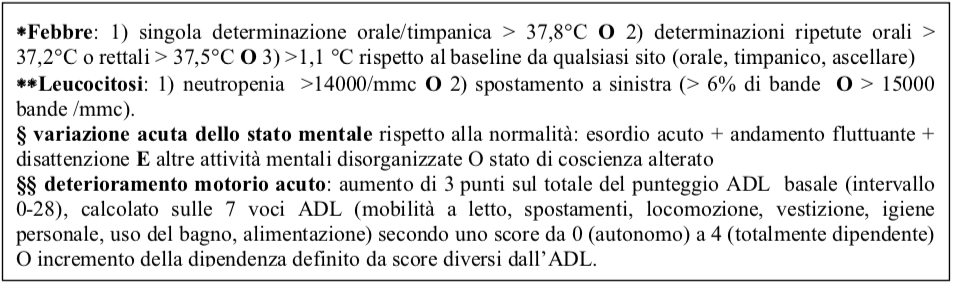 *Febbre: 1) singola determinazione orale/timpanica > 37,8°C O 2) determinazioni ripetute orali >
37,2°C o rettali > 37,5°C O 3) >1,1 °C rispetto al baseline da qualsiasi sito (orale, timpanico, ascellare)
**Leucocitosi: 1) neutropenia >14000/mmc O 2) spostamento a sinistra (> 6% di bande O > 15000
bande /mmc).
§ variazione acuta dello stato mentale rispetto alla normalità: esordio acuto + andamento fluttuante +
disattenzione E altre attività mentali disorganizzate O stato di coscienza alterato
§§ deterioramento motorio acuto: aumento di 3 punti sul totale del punteggio ADL basale (intervallo
0-28), calcolato sulle 7 voci ADL (mobilità a letto, spostamenti, locomozione, vestizione, igiene
personale, uso del bagno, alimentazione) secondo uno score da 0 (autonomo) a 4 (totalmente dipendente)
O incremento della dipendenza definito da score diversi dall'ADL.